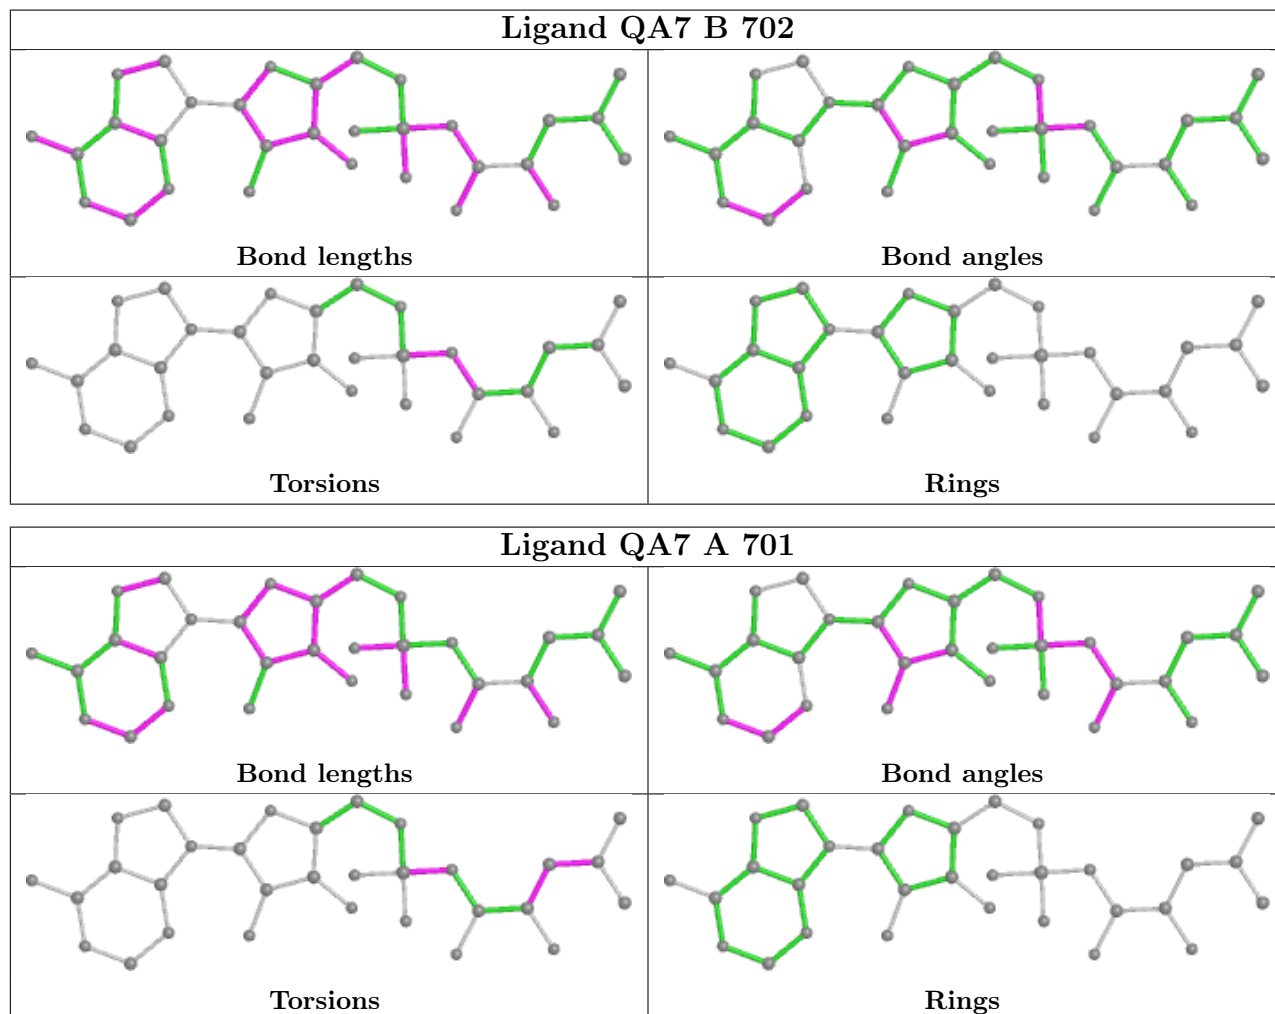 Ligand QA7 B 702
Bond lengths
Bond angles
Torsions
Rings
Ligand QA7 A 701
Bond lengths
Bond angles
Torsions
Rings